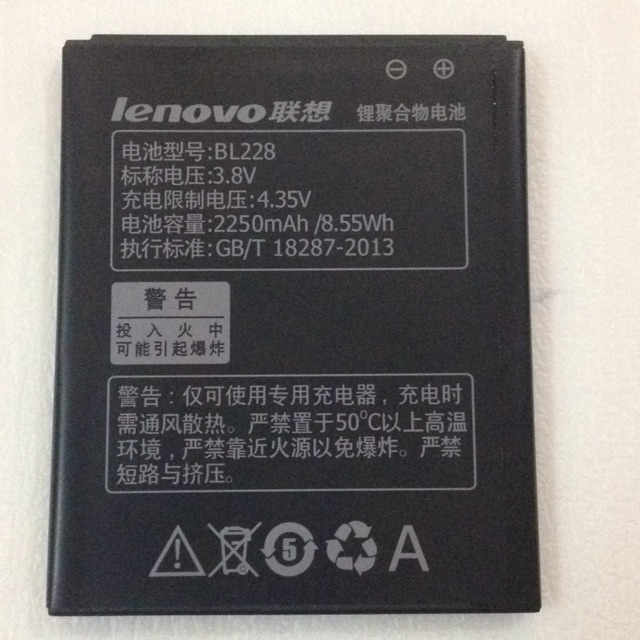 lenovo联想 锂聚合物电池
电池型号:BL228
标称电压:3.8V
充电限制电压:4.35V
电池容量:2250mAh /8.55Wh
执行标准:GB/T 18287-2013
警告
投入火中
可能引起爆炸
警告：仅可使用专用充电器，充电时
需通风散热。严禁置于50℃以上高温
环境，严禁靠近火源以免爆炸。严禁
短路与挤压。
5 A